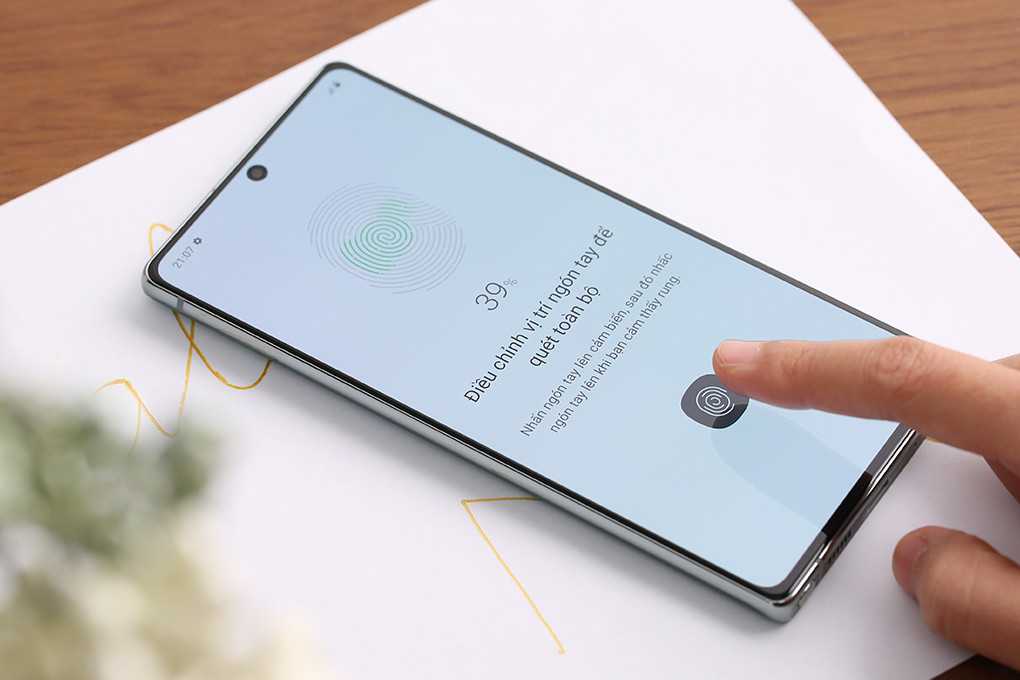 21:07
39%
Điều chỉnh vị trí ngón tay để
quét toàn bộ
Nhấn ngón tay lên cảm biến, sau đó nhấc
ngón tay lên khi bạn cảm thấy rung.